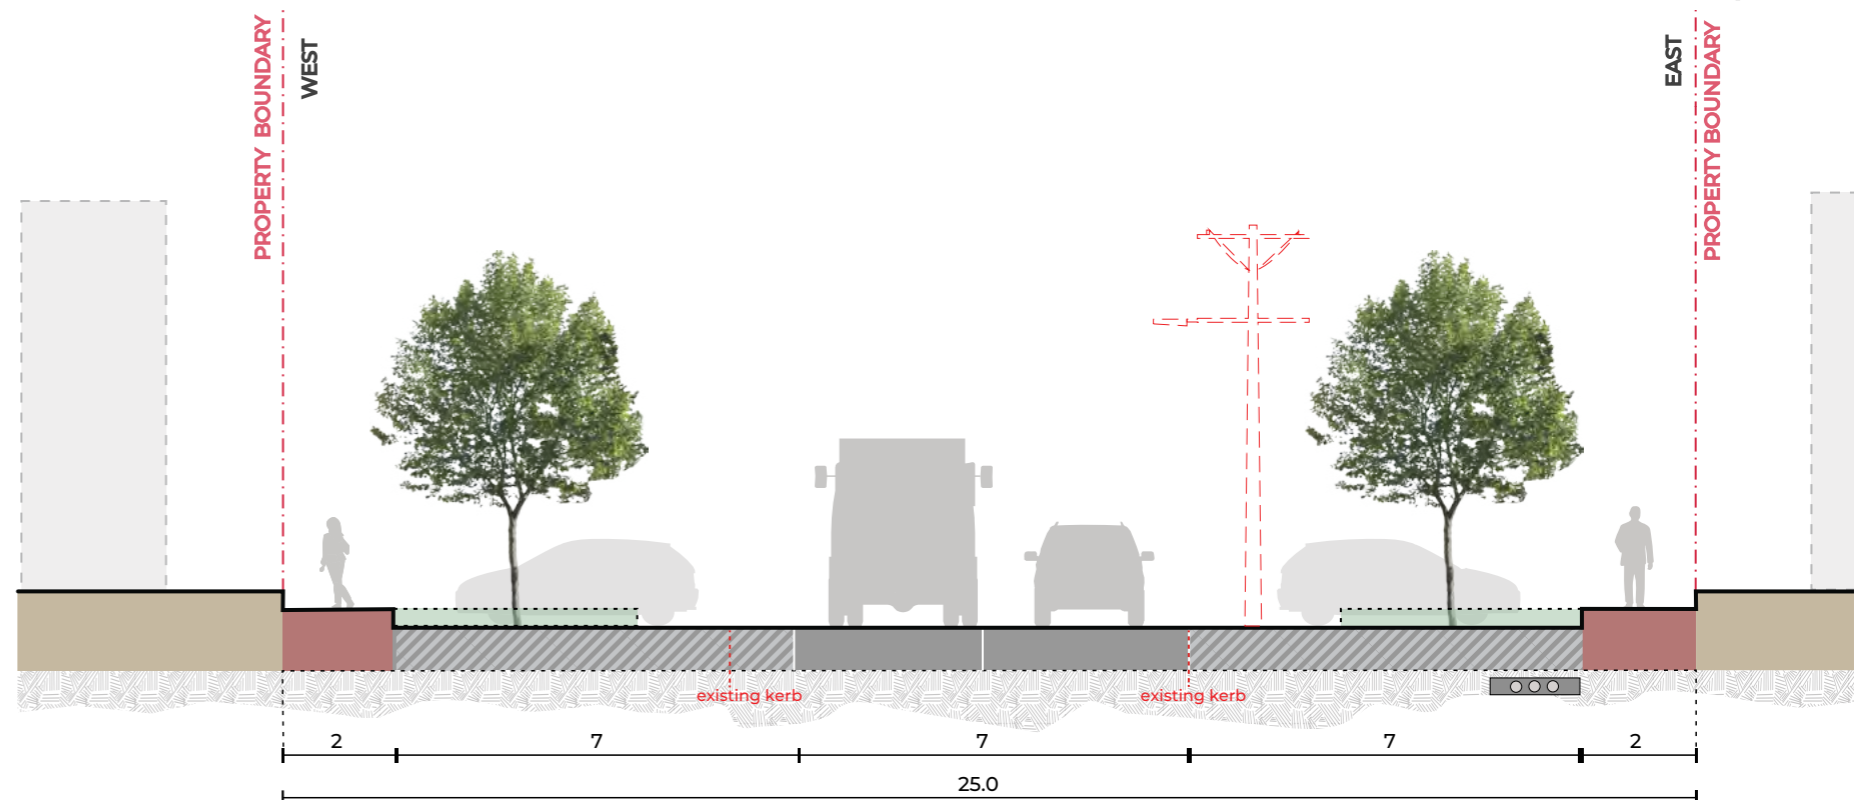 PROPERTY BOUNDARY
WEST
EAST
PROPERTY BOUNDARY
existing kerb
existing kerb
2
7
7
7
2
25.0